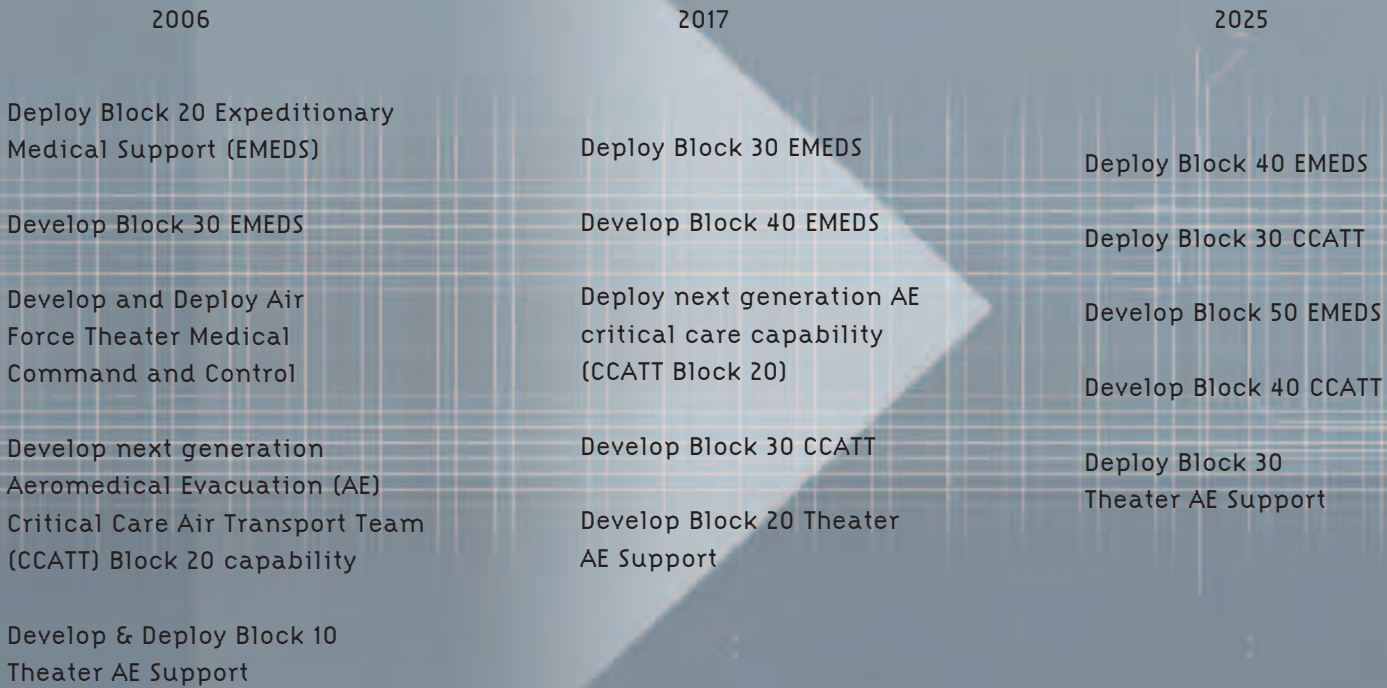 2006
Deploy Block 20 Expeditionary
Medical Support (EMEDS)
Develop Block 30 EMEDS
Develop and Deploy Air
Force Theater Medical
Command and Control
Develop next generation
Aeromedical Evacuation (AE)
Critical Care Air Transport Team
(CCATT) Block 20 capability
Develop & Deploy Block 10
Theater AE Support
2017
Deploy Block 30 EMEDS
Develop Block 40 EMEDS
Deploy next generation AE
critical care capability
(CCATT Block 20)
Develop Block 30 CCATT
Develop Block 20 Theater
AE Support
2025
Deploy Block 40 EMEDS
Deploy Block 30 CCATT
Develop Block 50 EMEDS
Develop Block 40 CCATT
Deploy Block 30
Theater AE Support